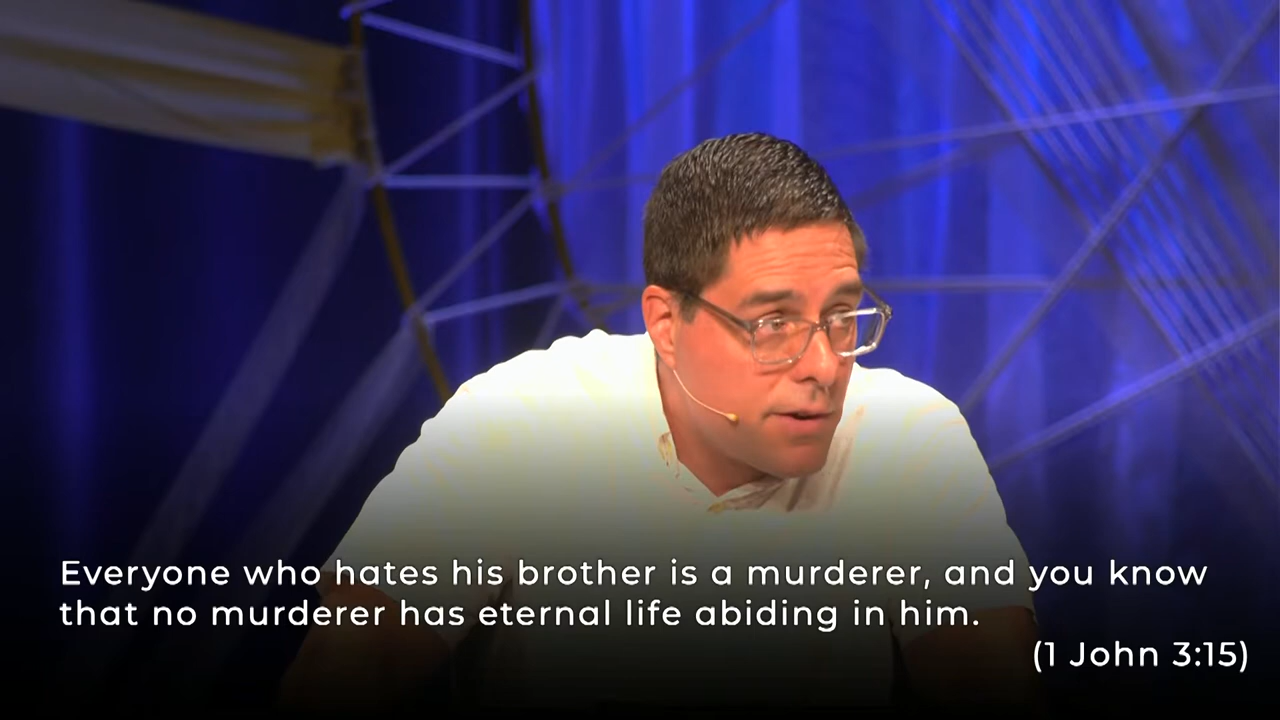 Everyone who hates his brother is a murderer, and you know
that no murderer has eternal life abiding in him.
(1 John 3:15)